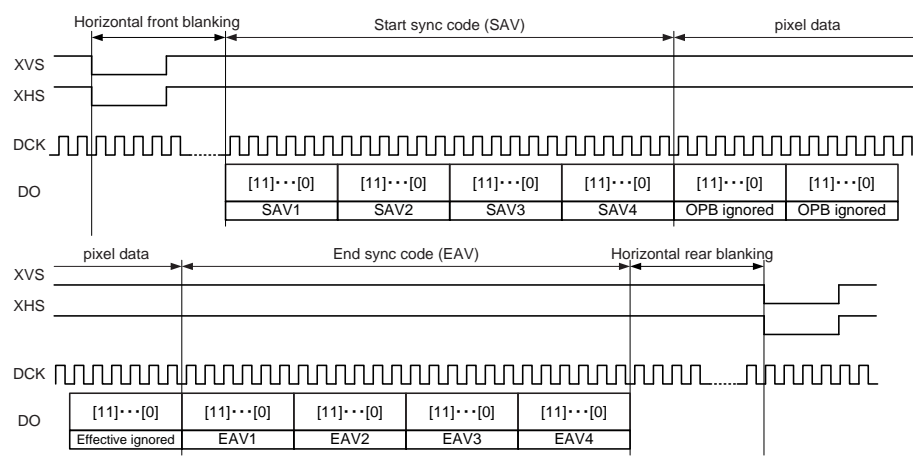 Horizontal front blanking Start sync code (SAV) pixel data
XVS
XHS
DCK
DO [11]···[0] [11]···[0] [11]···[0] [11]···[0] [11]···[0] [11]···[0]
SAV1 SAV2 SAV3 SAV4 OPB ignored OPB ignored
pixel data End sync code (EAV) Horizontal rear blanking
XVS
XHS
DCK
DO [11]···[0] [11]···[0] [11]···[0] [11]···[0] [11]···[0]
Effective ignored EAV1 EAV2 EAV3 EAV4